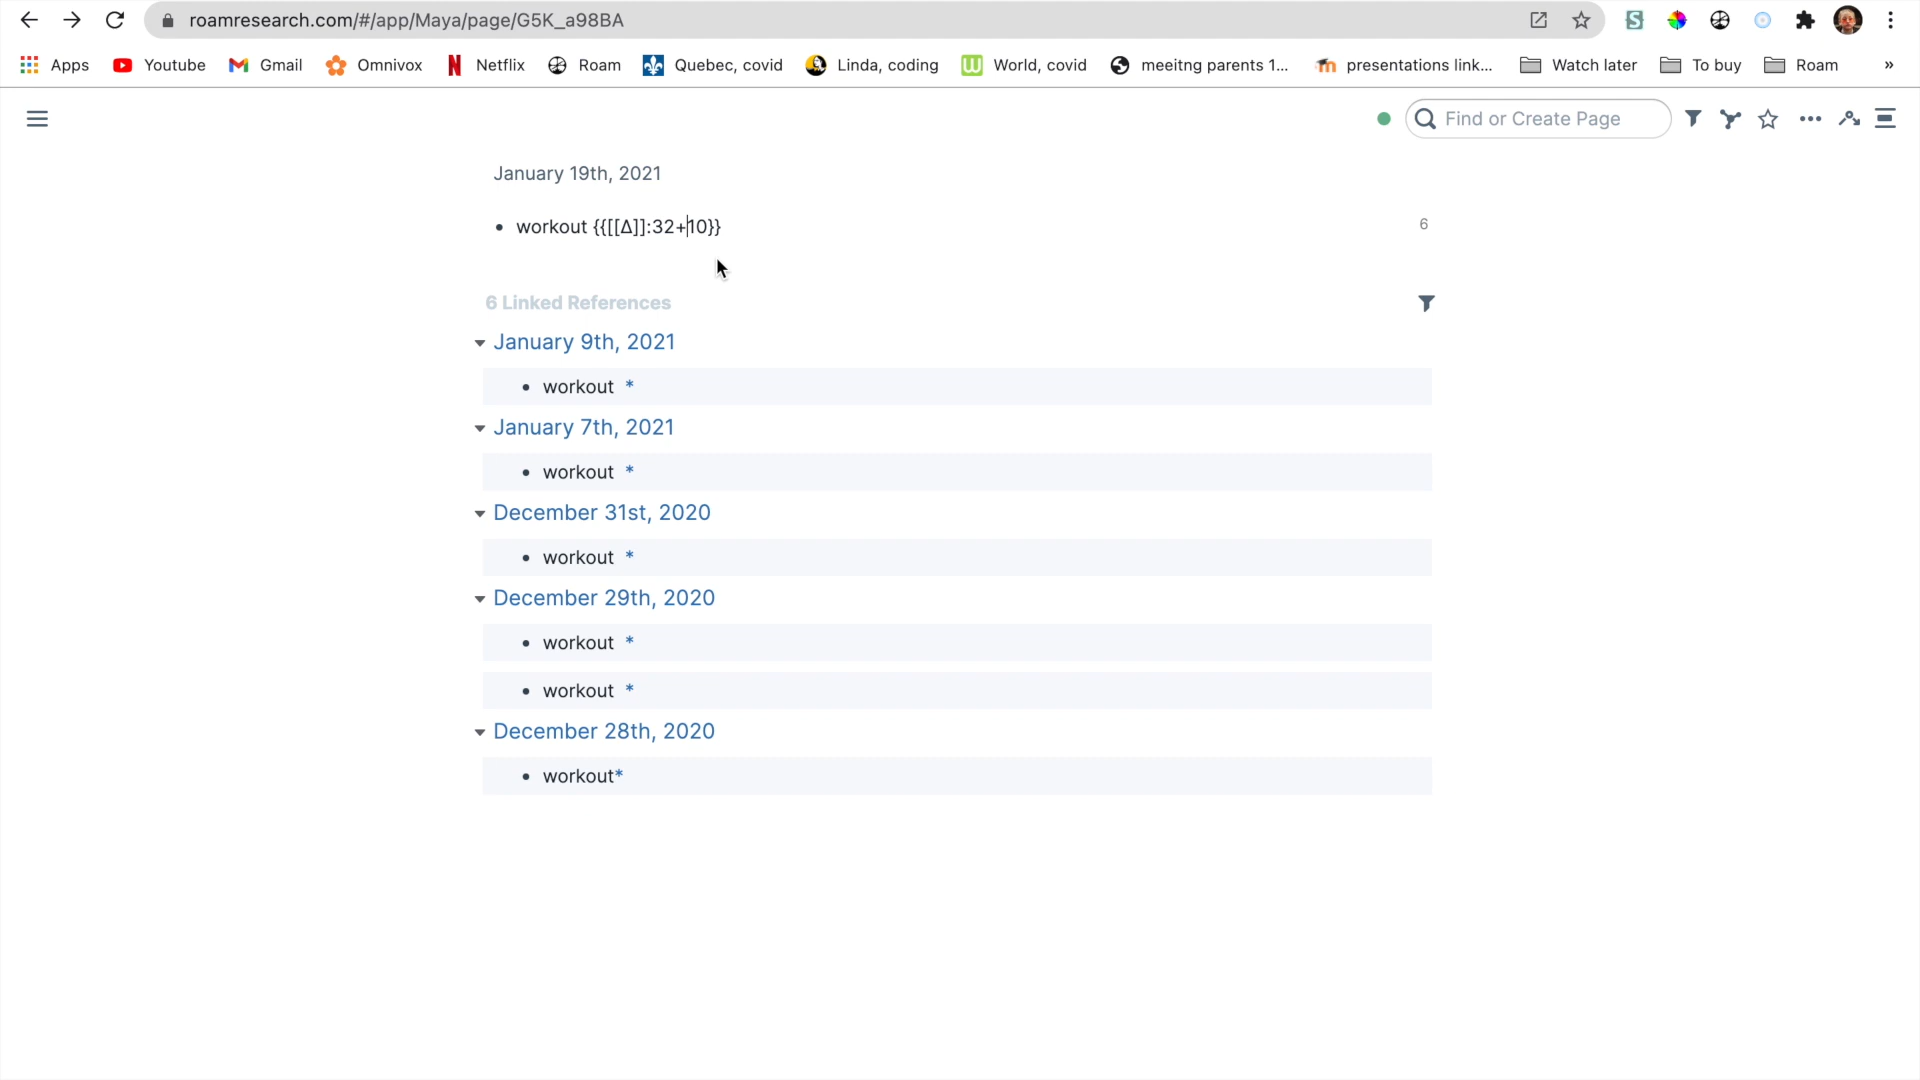 roamresearch.com/#/app/Maya/page/G5K_a98BA
Apps Youtube Gmail Omnivox Netflix Roam Quebec, covid Linda, coding World, covid meeitng parents 1... presentations link... Watch later To buy Roam »
Find or Create Page
January 19th, 2021
workout {{[[Δ]]:32+10}} 6
6 Linked References
January 9th, 2021
workout *
January 7th, 2021
workout *
December 31st, 2020
workout *
December 29th, 2020
workout *
workout *
December 28th, 2020
workout*